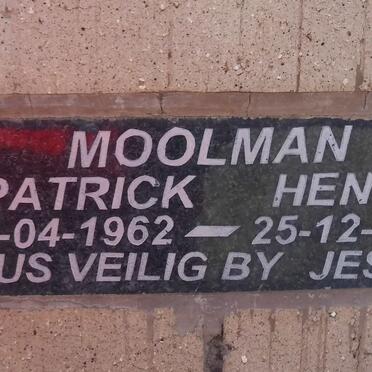 MOOLMAN
PATRICK HEN
-04-1962 — 25-12-
US VEILIG BY JES